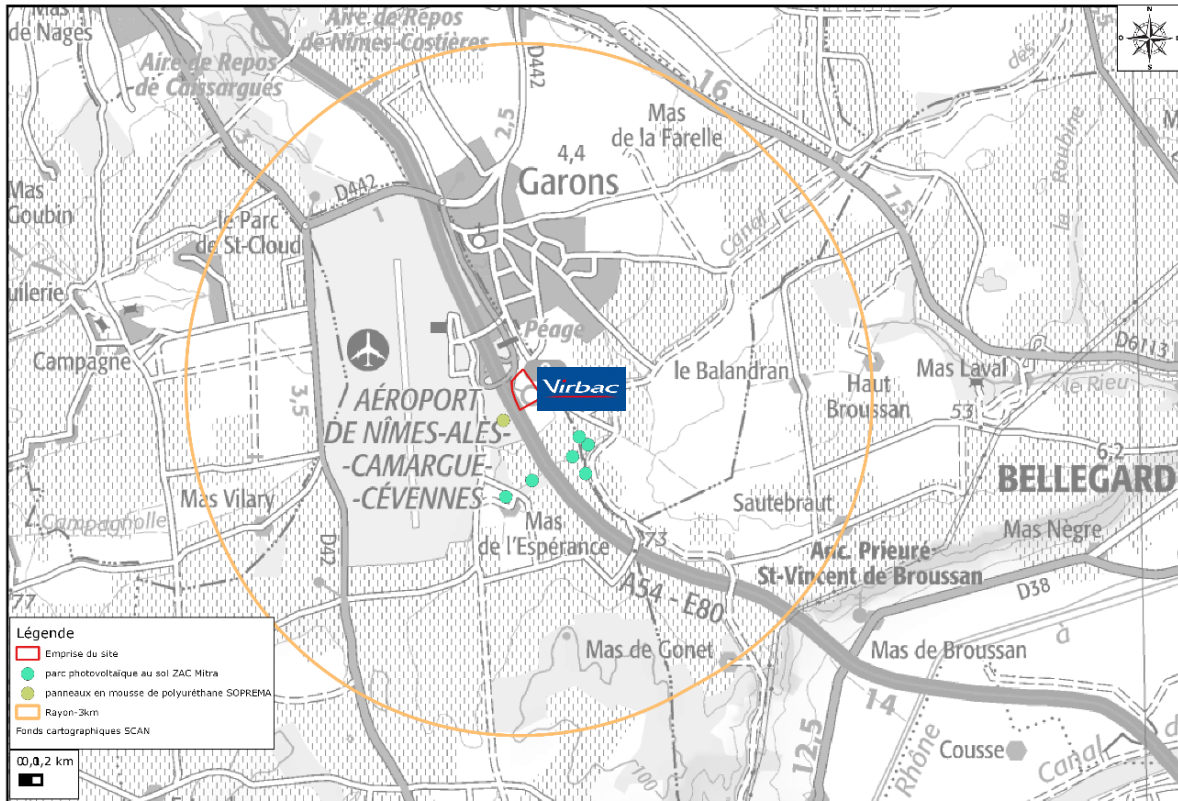 Mas
de Nages
Aire de Repos
de Nîmes-Costières
Aire de Repos
de Caissargues
D442
2,5
16
Mas
de la Farelle
4,4
Garons
dés
la Roubine
Mas
Goubin
D442
1
le Parc
de St-Cloud
7,5
Canal
uilerie
Campagne
Péage
3,5
le Balandran
Haut
Broussan
Mas Laval
D6113
le Rieu
53
Virbac
AÉROPORT
DE NÎMES-ALÈS-
-CAMARGUE-
-CÉVENNES
6,2
BELLEGARD
Mas Vilary
Campagnolle
D42
Mas
de l'Espérance
Sautebraut
Mas Nègre
73
Anc. Prieuré
St-Vincent de Broussan
A54 - E80
D38
77
Mas de Gonet
Mas de Broussan
à
14
12,5
Rhône
Cousse
Canal
100
Légende
Emprise du site
parc photovoltaïque au sol ZAC Mitra
panneaux en mousse de polyuréthane SOPREMA
Rayon-3km
Fonds cartographiques SCAN
N
S